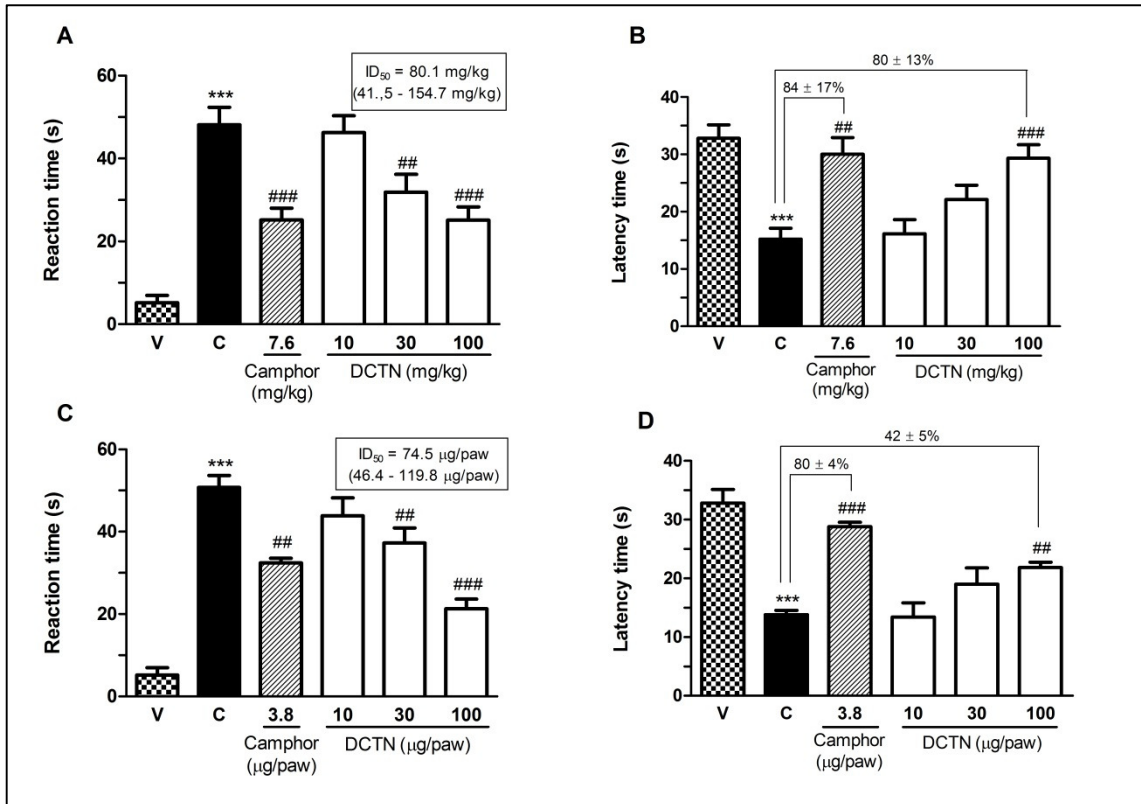 A
ID50 = 80.1 mg/kg
(41.,5 - 154.7 mg/kg)
Reaction time (s)
60
40
20
0
***
###
##
###
V C 7.6 10 30 100
Camphor DCTN (mg/kg)
(mg/kg)
B
80 ± 13%
84 ± 17%
Latency time (s)
40
30
20
10
0
***
##
###
V C 7.6 10 30 100
Camphor DCTN (mg/kg)
(mg/kg)
C
ID50 = 74.5 µg/paw
(46.4 - 119.8 µg/paw)
Reaction time (s)
60
40
20
0
***
##
##
###
V C 3.8 10 30 100
Camphor DCTN (µg/paw)
(µg/paw)
D
42 ± 5%
80 ± 4%
Latency time (s)
40
30
20
10
0
***
###
##
V C 3.8 10 30 100
Camphor DCTN (µg/paw)
(µg/paw)